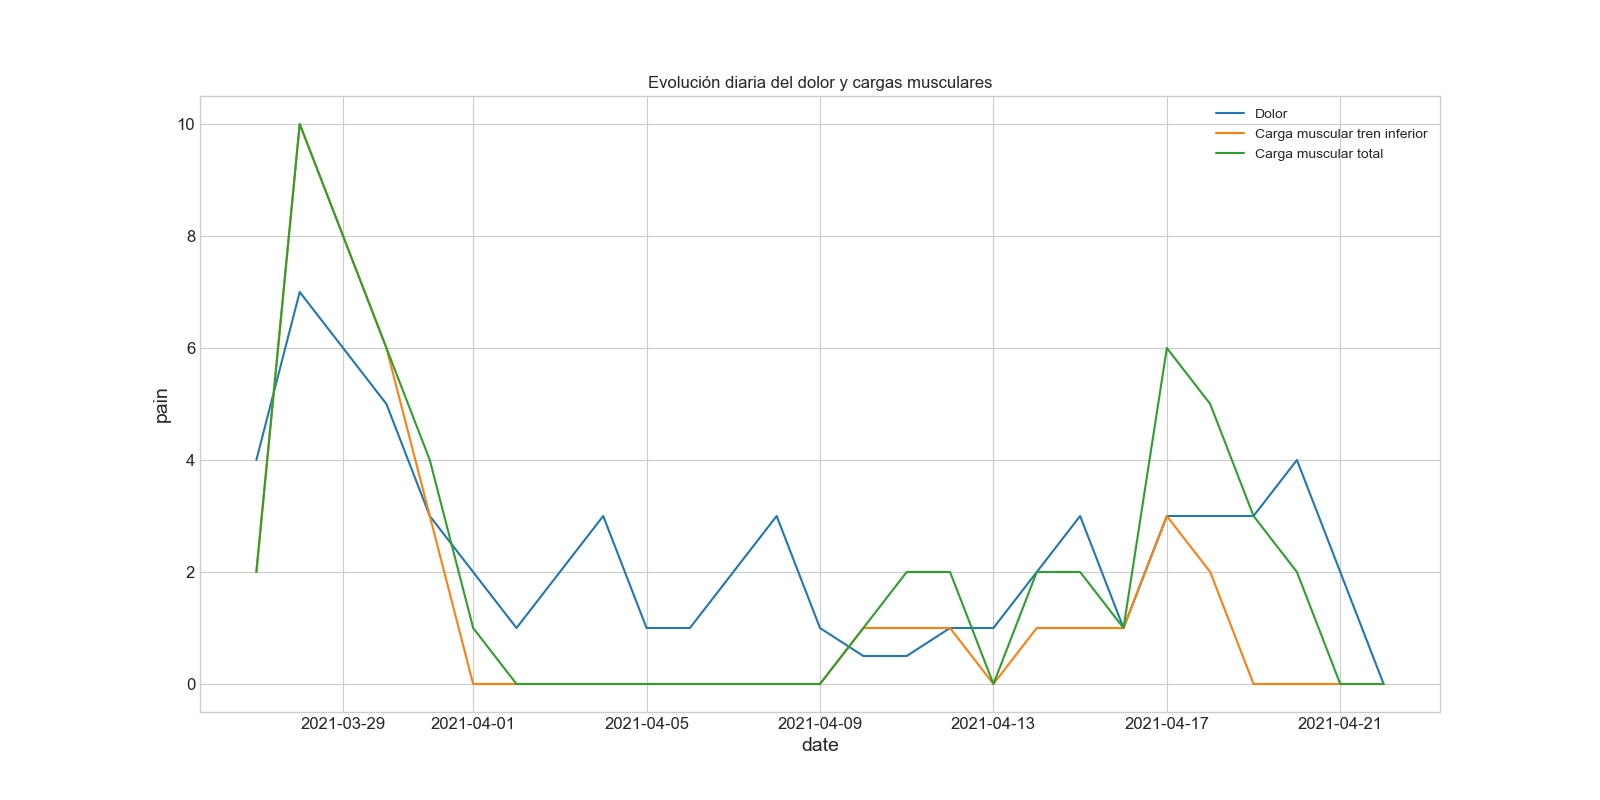 Evolución diaria del dolor y cargas musculares
Dolor
Carga muscular tren inferior
Carga muscular total
10
8
6
4
2
0
pain
2021-03-29 2021-04-01 2021-04-05 2021-04-09 2021-04-13 2021-04-17 2021-04-21
date